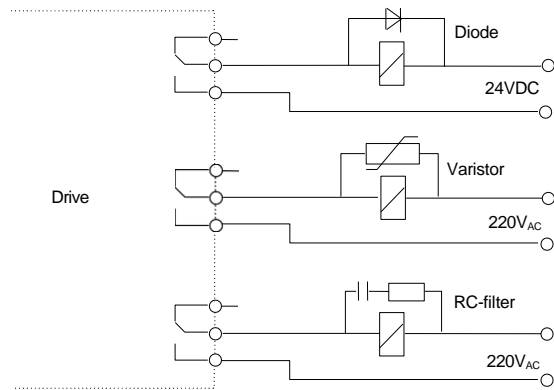 Diode
24VDC
Varistor
Drive
220VAC
RC-filter
220VAC